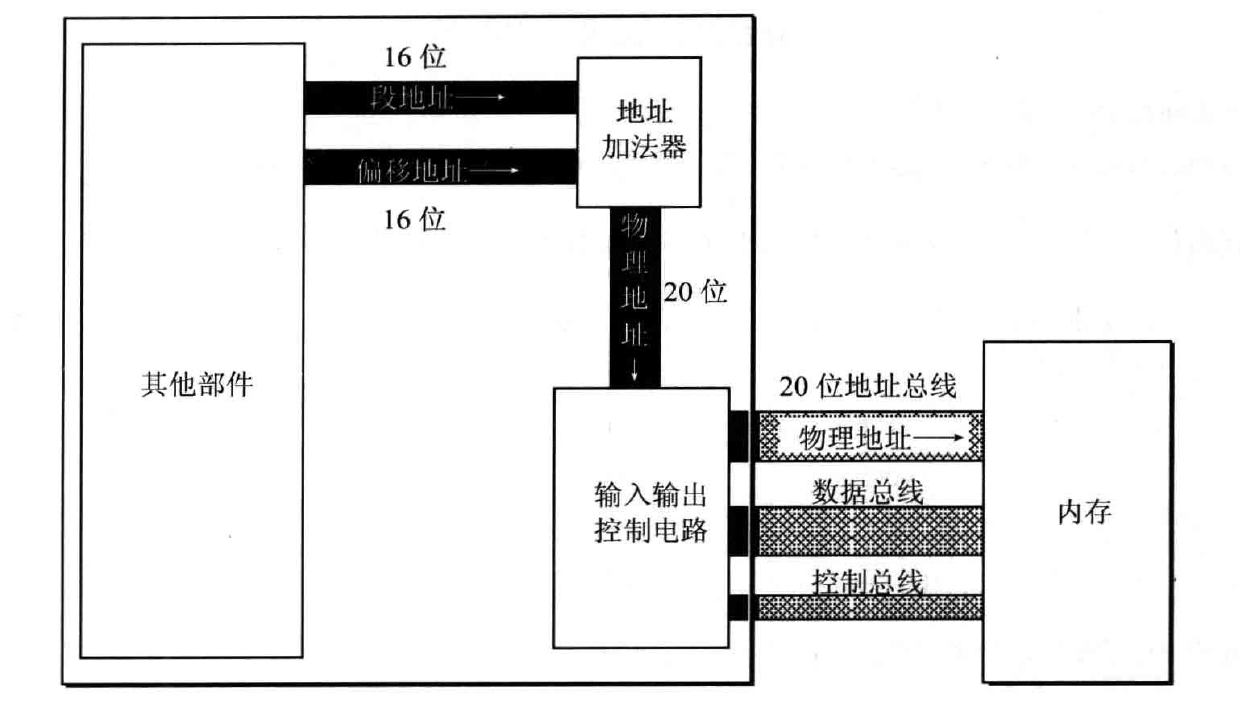 16 位
段地址
地址
加法器
偏移地址
16 位
物理地址
20 位
其他部件
20 位地址总线
物理地址
输入输出
控制电路
数据总线
内存
控制总线